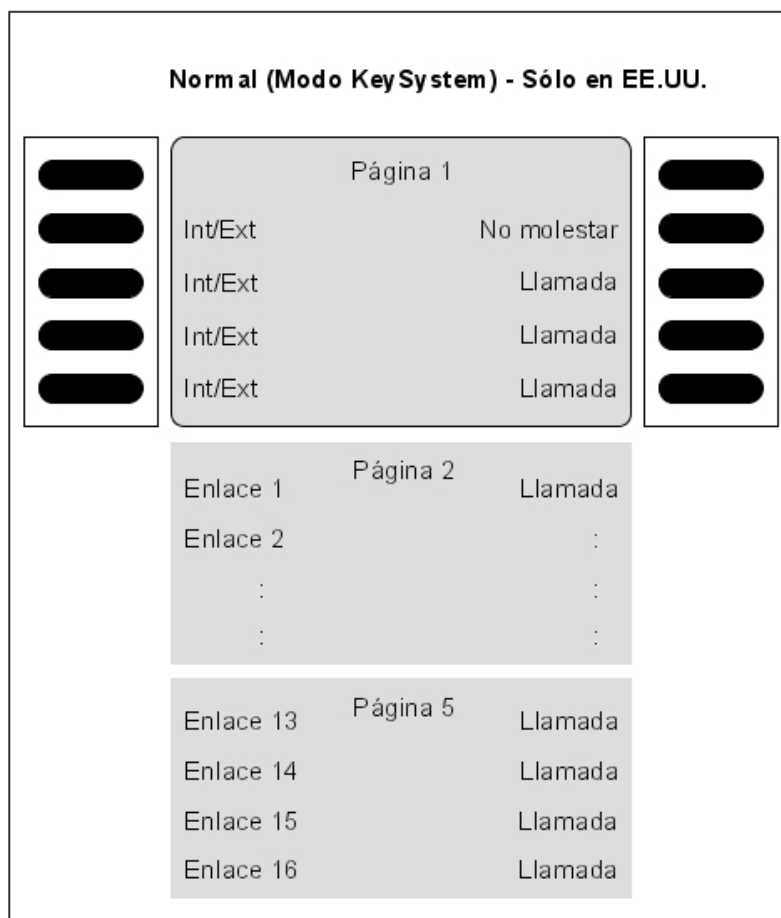 Normal (Modo KeySystem) - Sólo en EE.UU.
Página 1
Int/Ext No molestar
Int/Ext Llamada
Int/Ext Llamada
Int/Ext Llamada
Página 2
Enlace 1 Llamada
Enlace 2 :
: :
: :
Página 5
Enlace 13 Llamada
Enlace 14 Llamada
Enlace 15 Llamada
Enlace 16 Llamada